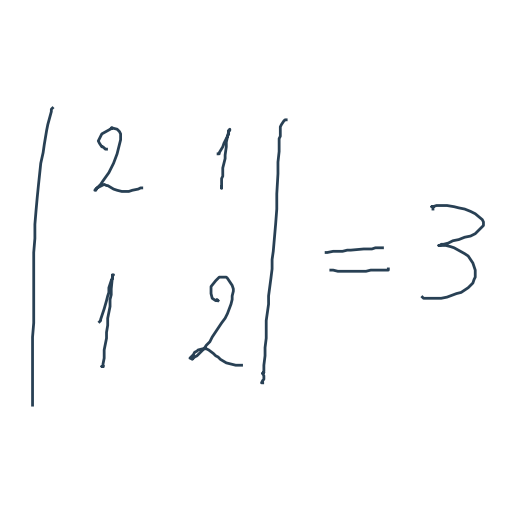 | 2 1 |
| 1 2 | = 3